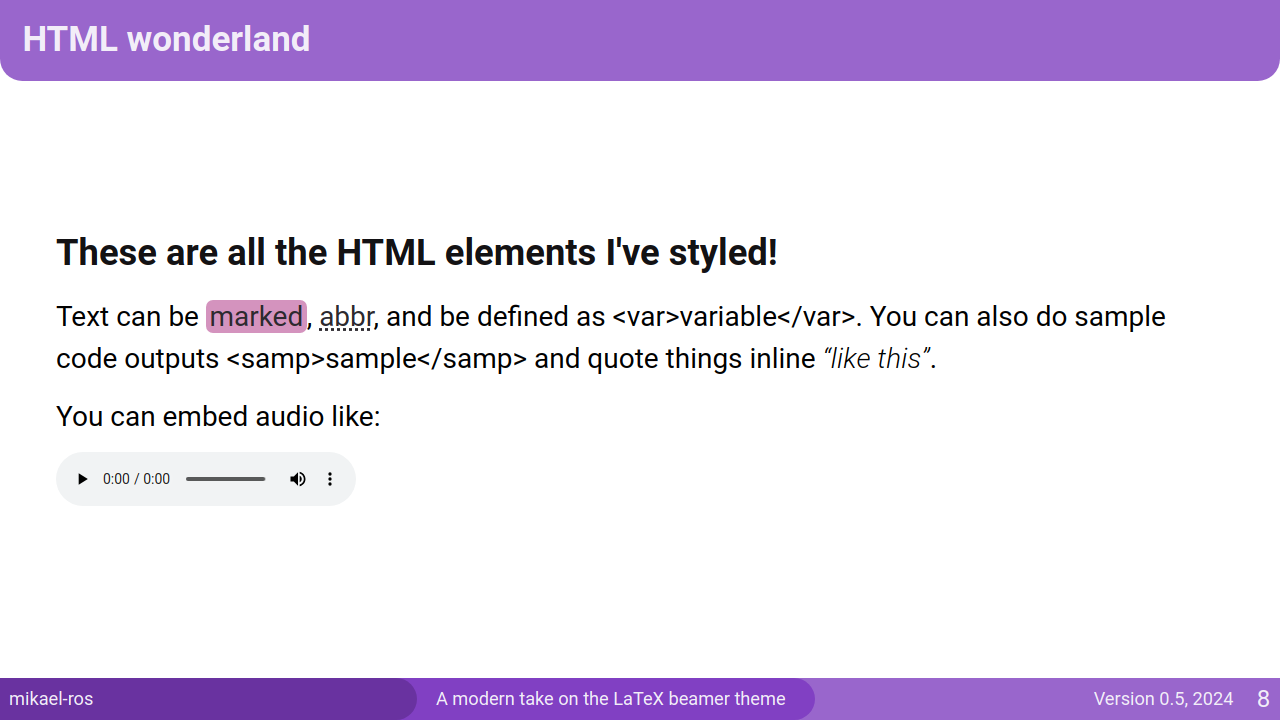 HTML wonderland
These are all the HTML elements I've styled!
Text can be marked, abbr, and be defined as <var>variable</var>. You can also do sample
code outputs <samp>sample</samp> and quote things inline “like this”.
You can embed audio like:
0:00 / 0:00
mikael-ros
A modern take on the LaTeX beamer theme
Version 0.5, 2024
8